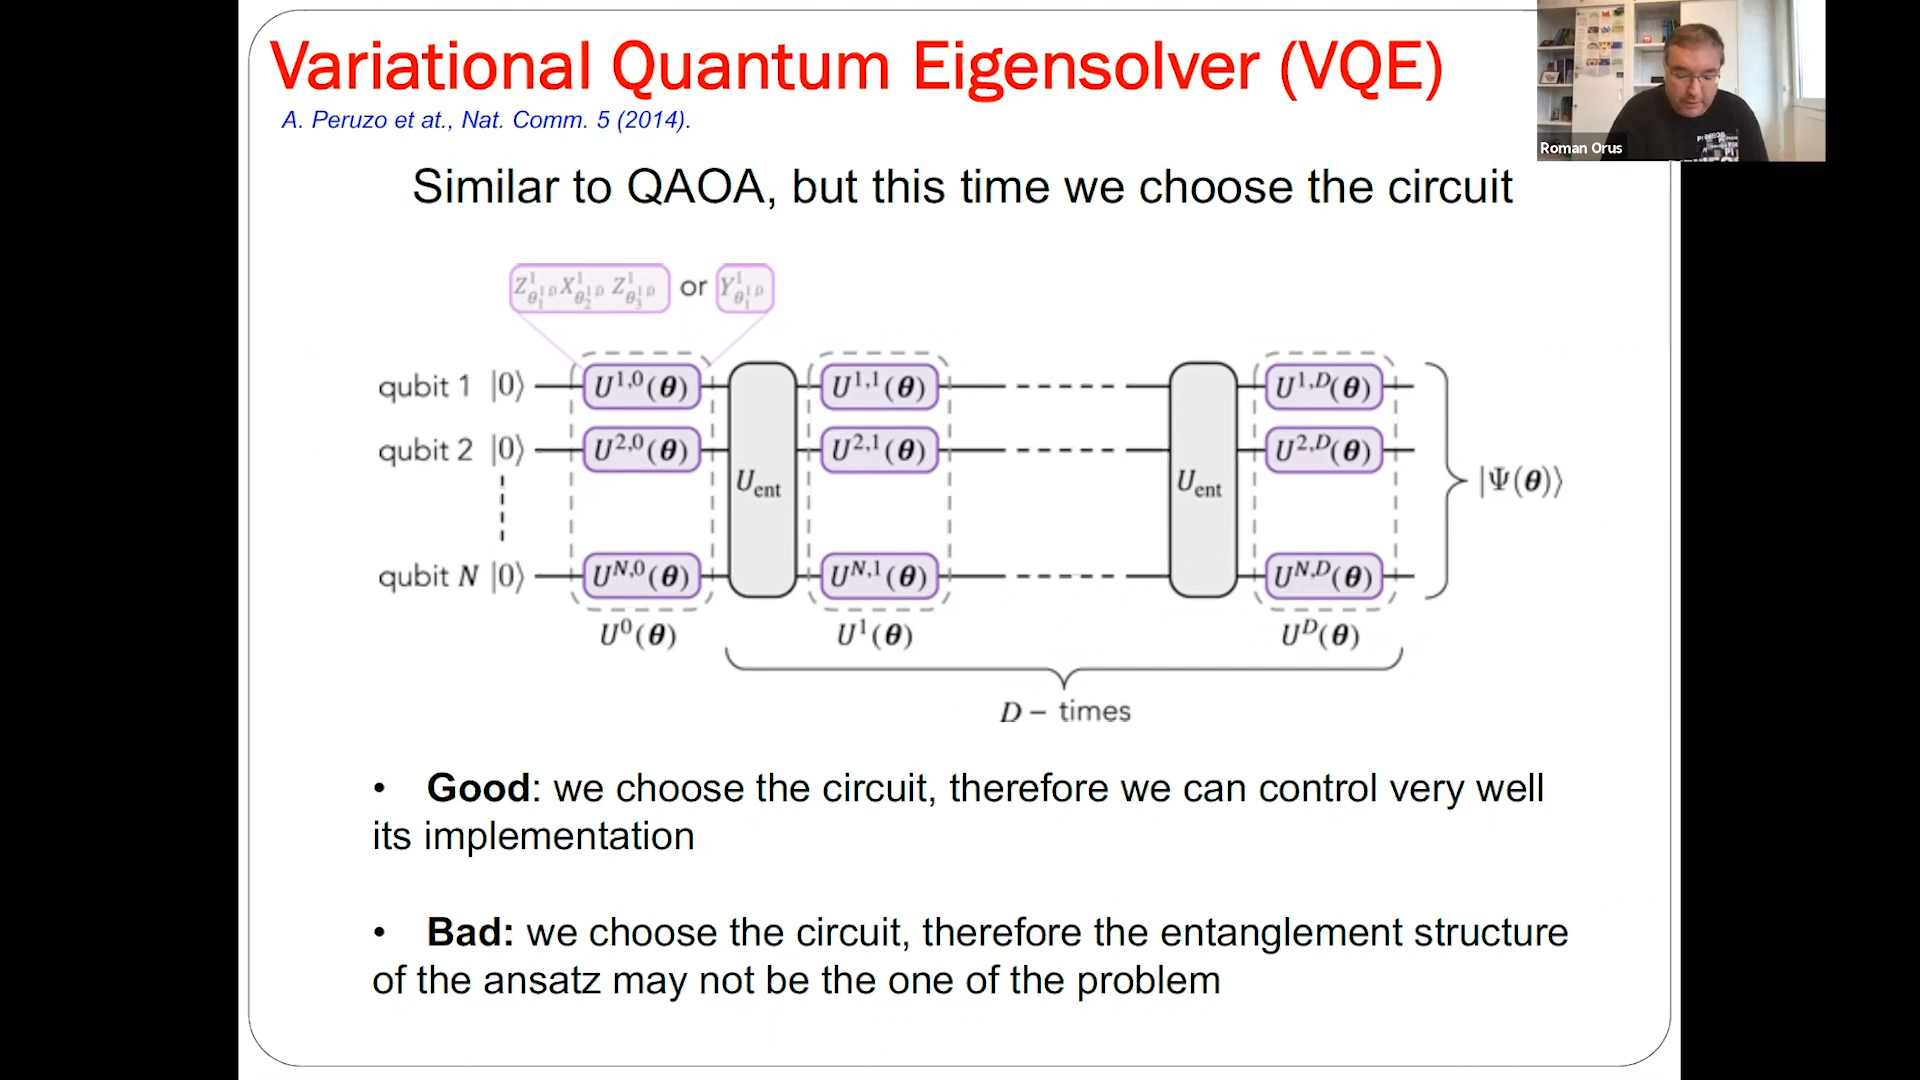 Variational Quantum Eigensolver (VQE)
A. Peruzo et at., Nat. Comm. 5 (2014).
Roman Orus
Similar to QAOA, but this time we choose the circuit
or
qubit 1 |0⟩ U^{1,0}(θ) U^{1,1}(θ) U^{1,D}(θ)
qubit 2 |0⟩ U^{2,0}(θ) U^{2,1}(θ) U^{2,D}(θ)
U_ent U_ent |Ψ(θ)⟩
qubit N |0⟩ U^{N,0}(θ) U^{N,1}(θ) U^{N,D}(θ)
U^0(θ) U^1(θ) U^D(θ)
D – times
• Good: we choose the circuit, therefore we can control very well
its implementation
• Bad: we choose the circuit, therefore the entanglement structure
of the ansatz may not be the one of the problem